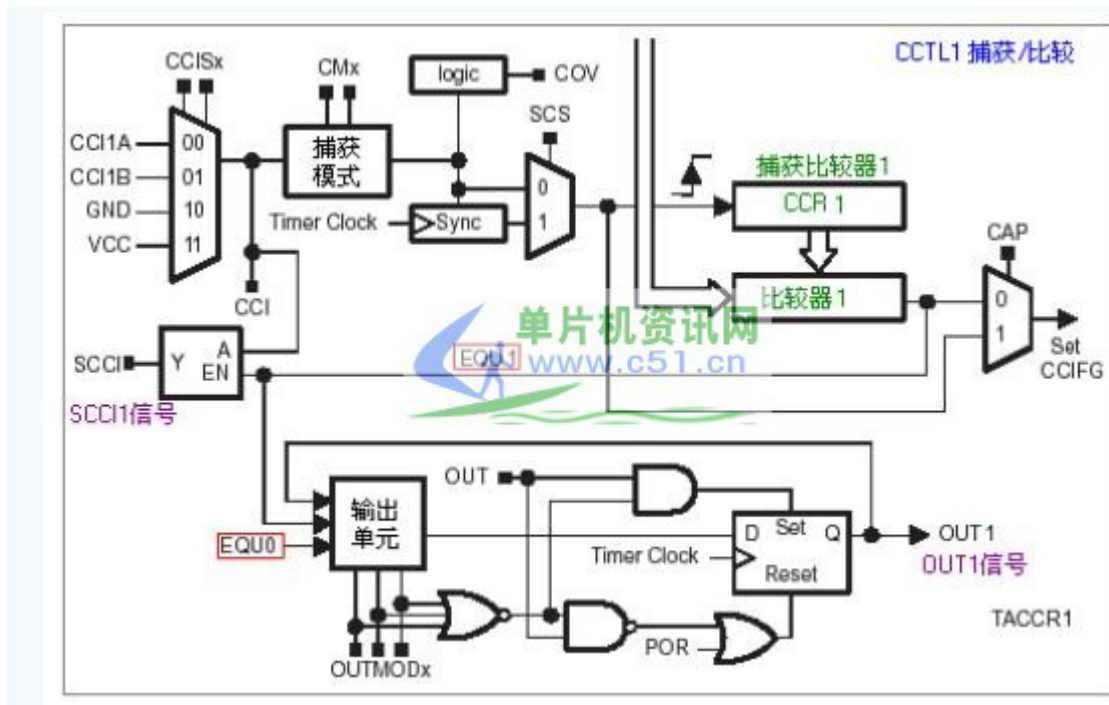 CCTL1 捕获/比较
CCISx
CMx
logic
COV
SCS
CCI1A
CCI1B
GND
VCC
00
01
10
11
捕获
模式
Timer Clock
Sync
0
1
捕获比较器1
CCR 1
比较器1
CAP
0
1
Set
CCIFG
CCI
SCCI
Y
A
EN
SCCI1信号
EQU1
单片机资讯网
www.c51.cn
OUT
输出
单元
EQU0
D
Set
Q
Reset
Timer Clock
OUT1
OUT1信号
POR
OUTMODx
TACCR1